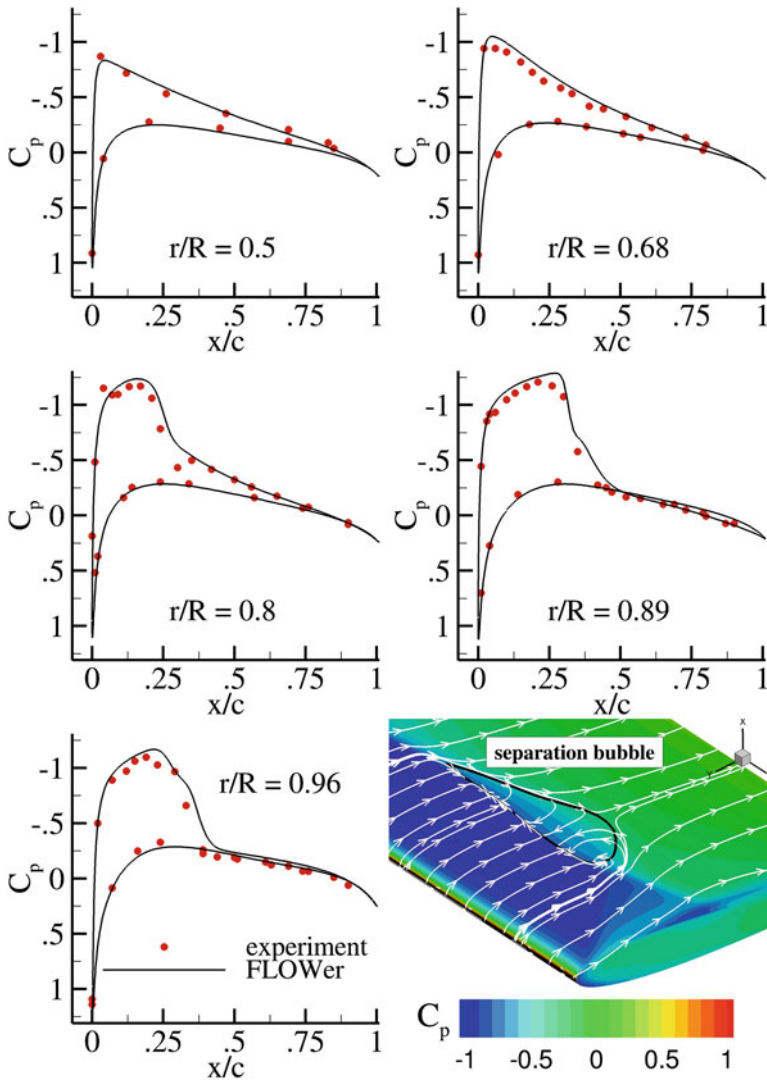 -1
-.5
0
.5
1
C_p
r/R = 0.5
0 .25 .5 .75 1
x/c
-1
-.5
0
.5
1
C_p
r/R = 0.68
0 .25 .5 .75 1
x/c
-1
-.5
0
.5
1
C_p
r/R = 0.8
0 .25 .5 .75 1
x/c
-1
-.5
0
.5
1
C_p
r/R = 0.89
0 .25 .5 .75 1
x/c
-1
-.5
0
.5
1
C_p
r/R = 0.96
experiment
FLOWer
0 .25 .5 .75 1
x/c
separation bubble
X
Y
C_p
-1 -0.5 0 0.5 1